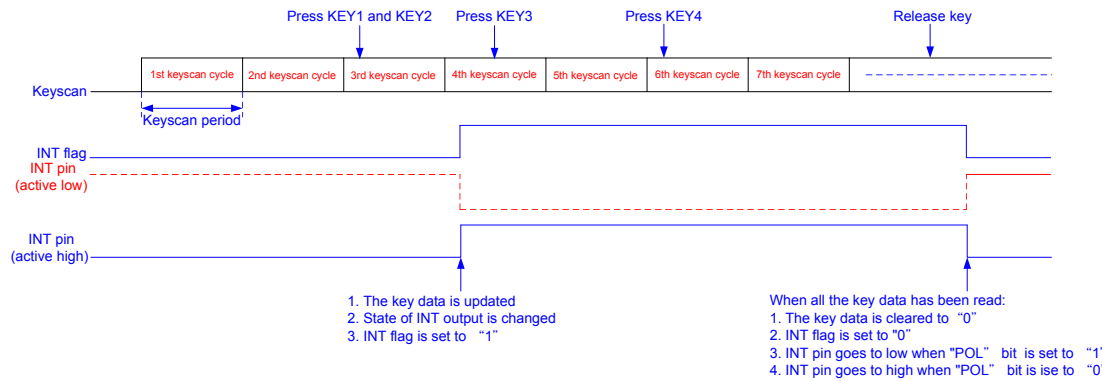 Press KEY1 and KEY2
Press KEY3
Press KEY4
Release key
1st keyscan cycle
2nd keyscan cycle
3rd keyscan cycle
4th keyscan cycle
5th keyscan cycle
6th keyscan cycle
7th keyscan cycle
Keyscan
Keyscan period
INT flag
INT pin
(active low)
INT pin
(active high)
1. The key data is updated
2. State of INT output is changed
3. INT flag is set to “1”
When all the key data has been read:
1. The key data is cleared to “0”
2. INT flag is set to "0”
3. INT pin goes to low when "POL” bit is set to “1”
4. INT pin goes to high when "POL” bit is ise to “0